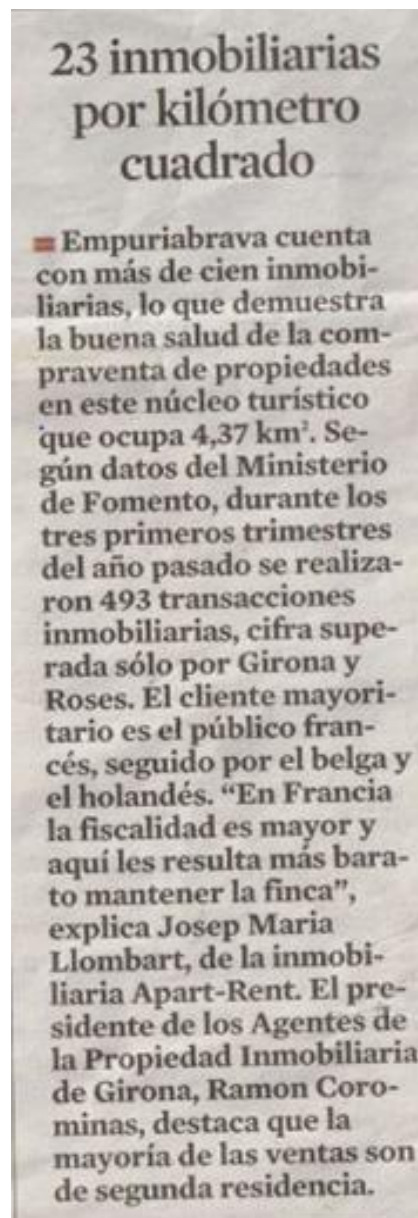 23 inmobiliarias
por kilómetro
cuadrado
Empuriabrava cuenta
con más de cien inmobi-
liarias, lo que demuestra
la buena salud de la com-
praventa de propiedades
en este núcleo turístico
que ocupa 4,37 km². Se-
gún datos del Ministerio
de Fomento, durante los
tres primeros trimestres
del año pasado se realiza-
ron 493 transacciones
inmobiliarias, cifra supe-
rada sólo por Girona y
Roses. El cliente mayori-
tario es el público fran-
cés, seguido por el belga y
el holandés. “En Francia
la fiscalidad es mayor y
aquí les resulta más bara-
to mantener la finca”,
explica Josep Maria
Llombart, de la inmobi-
liaria Apart-Rent. El pre-
sidente de los Agentes de
la Propiedad Inmobiliaria
de Girona, Ramon Coro-
minas, destaca que la
mayoría de las ventas son
de segunda residencia.